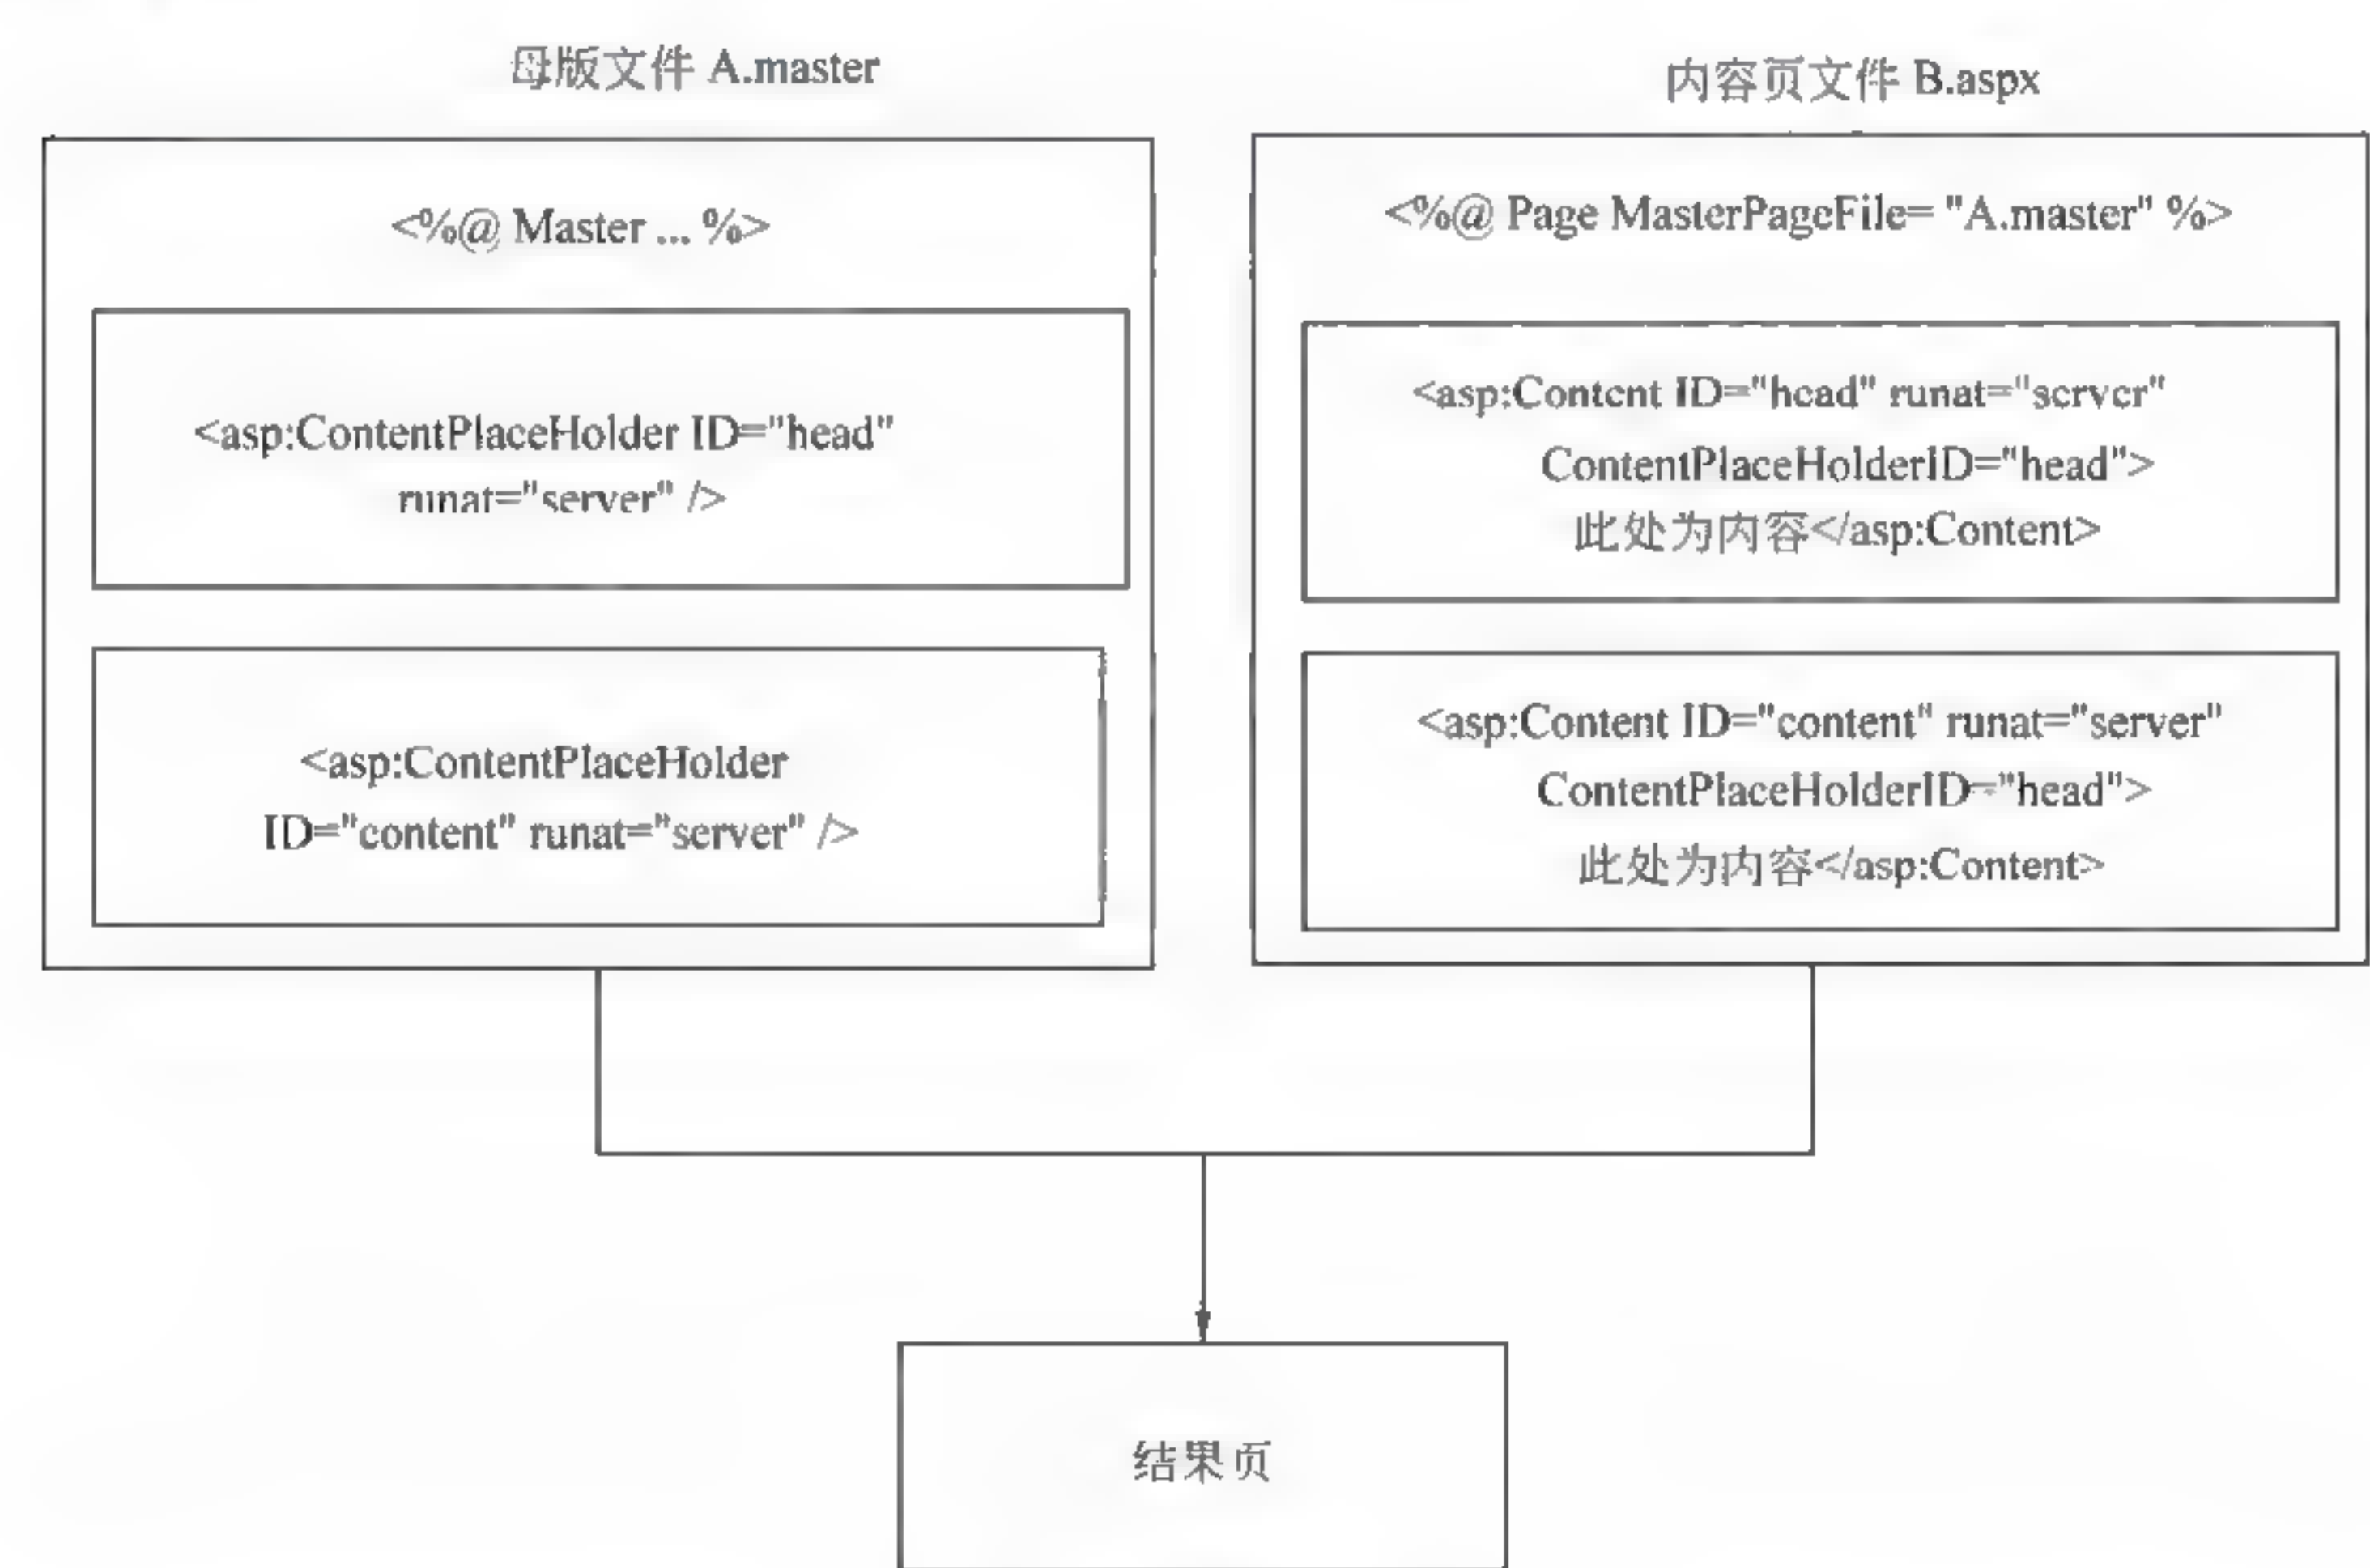 母版文件 A.master
<%@ Master ... %>
<asp:ContentPlaceHolder ID="head"
runat="server" />
<asp:ContentPlaceHolder
ID="content" runat="server" />
内容页文件 B.aspx
<%@ Page MasterPageFile= "A.master" %>
<asp:Content ID="head" runat="server"
ContentPlaceHolderID="head">
此处为内容</asp:Content>
<asp:Content ID="content" runat="server"
ContentPlaceHolderID="head">
此处为内容</asp:Content>
结果页